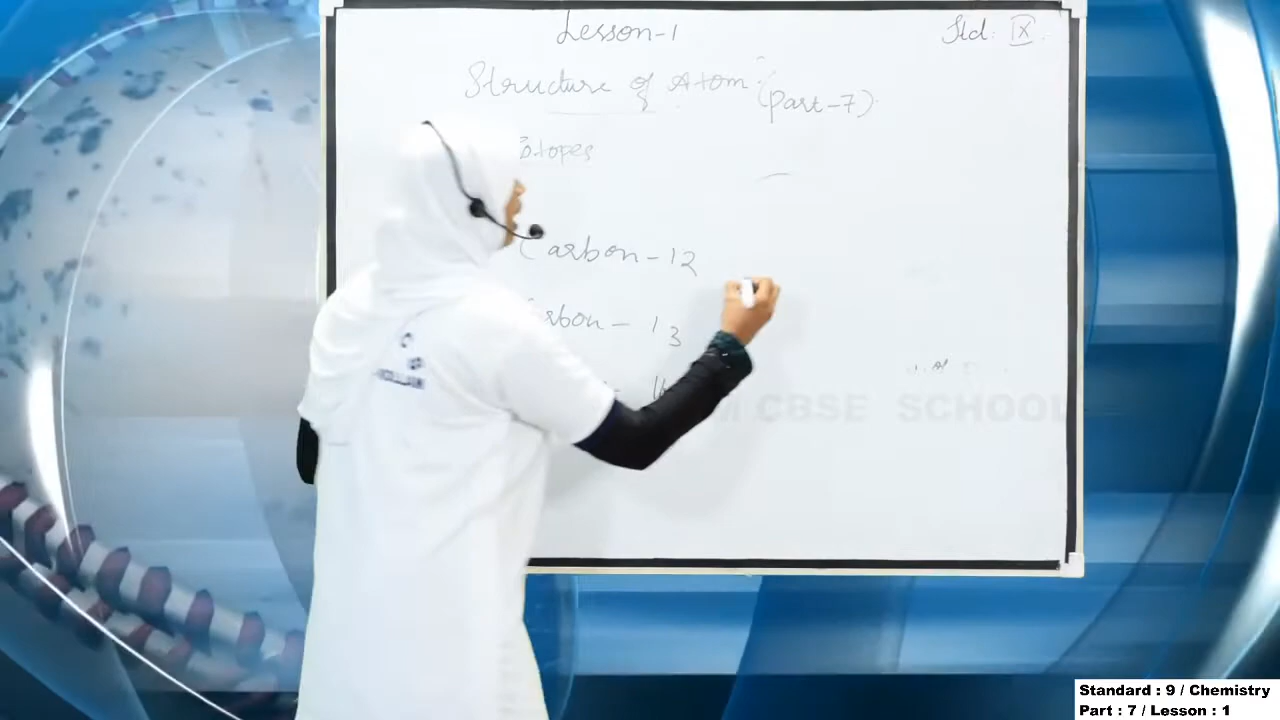 Lesson-1
Std: IX.
Structure of Atom (Part-7)
otopes
Carbon-12
rbon - 13
M CBSE SCHOOL
Standard : 9 / Chemistry
Part : 7 / Lesson : 1